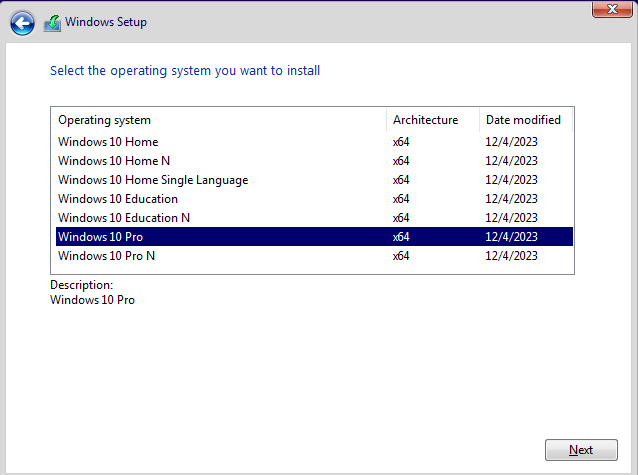 Windows Setup
Select the operating system you want to install
Operating system Architecture Date modified
Windows 10 Home x64 12/4/2023
Windows 10 Home N x64 12/4/2023
Windows 10 Home Single Language x64 12/4/2023
Windows 10 Education x64 12/4/2023
Windows 10 Education N x64 12/4/2023
Windows 10 Pro x64 12/4/2023
Windows 10 Pro N x64 12/4/2023
Description:
Windows 10 Pro
Next